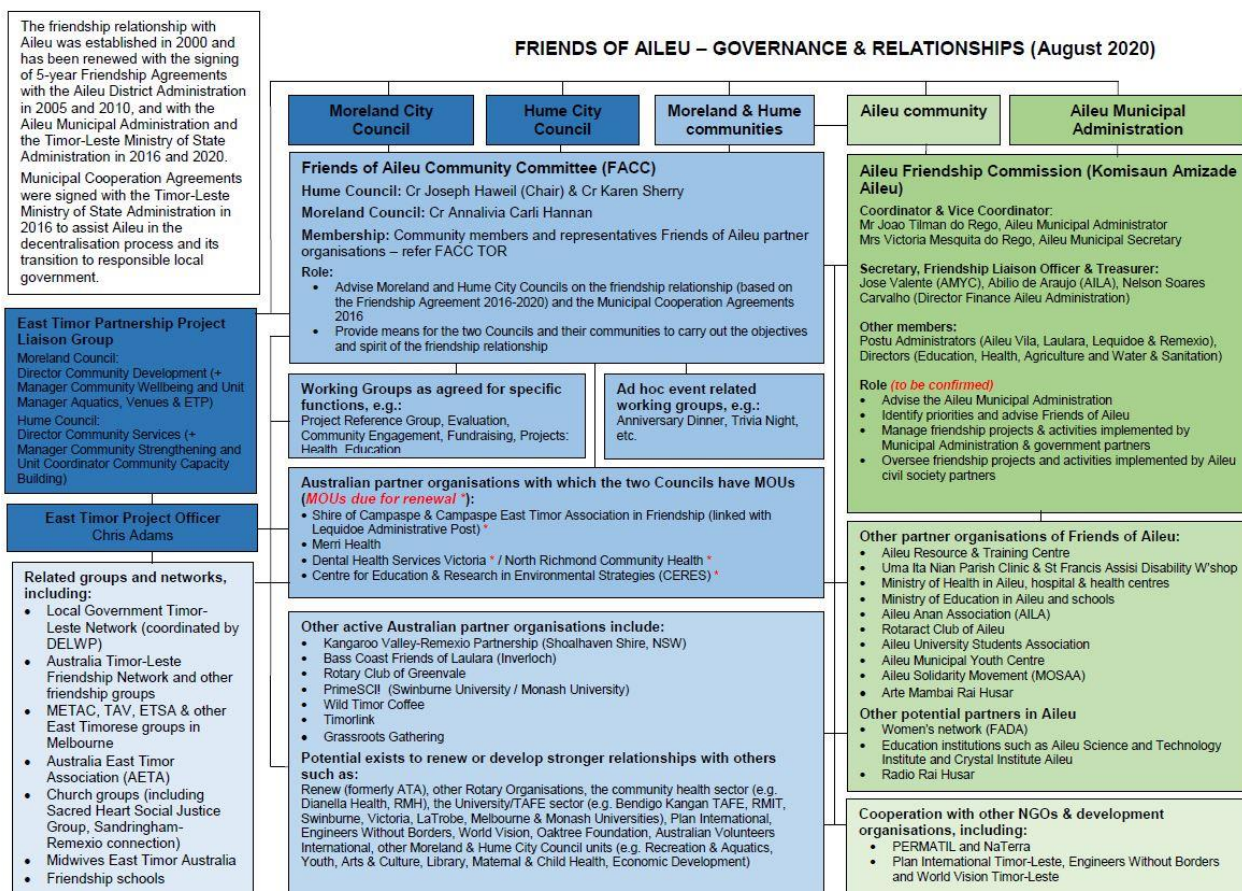 The friendship relationship with
Aileu was established in 2000 and
has been renewed with the signing
of 5-year Friendship Agreements
with the Aileu District Administration
in 2005 and 2010, and with the
Aileu Municipal Administration and
the Timor-Leste Ministry of State
Administration in 2016 and 2020.
Municipal Cooperation Agreements
were signed with the Timor-Leste
Ministry of State Administration in
2016 to assist Aileu in the
decentralisation process and its
transition to responsible local
government.
FRIENDS OF AILEU – GOVERNANCE & RELATIONSHIPS (August 2020)
Moreland City
Council
Hume City
Council
Moreland & Hume
communities
Aileu community
Aileu Municipal
Administration
Friends of Aileu Community Committee (FACC)
Hume Council: Cr Joseph Haweil (Chair) & Cr Karen Sherry
Moreland Council: Cr Annalivia Carli Hannan
Membership: Community members and representatives Friends of Aileu partner
organisations – refer FACC TOR
Role:
• Advise Moreland and Hume City Councils on the friendship relationship (based
on the Friendship Agreement 2016-2020) and the Municipal Cooperation Agreements
2016
• Provide means for the two Councils and their communities to carry out the objectives
and spirit of the friendship relationship
Aileu Friendship Commission (Komisaun Amizade
Aileu)
Coordinator & Vice Coordinator:
Mr Joao Tilman do Rego, Aileu Municipal Administrator
Mrs Victoria Mesquita do Rego, Aileu Municipal Secretary
Secretary, Friendship Liaison Officer & Treasurer:
Jose Valente (AMYC), Abilio de Araujo (AILA), Nelson Soares
Carvalho (Director Finance Aileu Administration)
Other members:
Postu Administrators (Aileu Vila, Laulara, Lequidoe & Remexio),
Directors (Education, Health, Agriculture and Water & Sanitation)
Role (to be confirmed)
• Advise the Aileu Municipal Administration
• Identify priorities and advise Friends of Aileu
• Manage friendship projects & activities implemented by
Municipal Administration & government partners
• Oversee friendship projects and activities implemented by Aileu
civil society partners
East Timor Partnership Project
Liaison Group
Moreland Council:
Director Community Development (+
Manager Community Wellbeing and Unit
Manager Aquatics, Venues & ETP)
Hume Council:
Director Community Services (+
Manager Community Strengthening and
Unit Coordinator Community Capacity
Building)
Working Groups as agreed for specific
functions, e.g.:
Project Reference Group, Evaluation,
Community Engagement, Fundraising, Projects:
Health, Education
Ad hoc event related
working groups, e.g.:
Anniversary Dinner, Trivia Night,
etc.
East Timor Project Officer
Chris Adams
Australian partner organisations with which the two Councils have MOUs
(MOUs due for renewal *):
• Shire of Campaspe & Campaspe East Timor Association in Friendship (linked with
Lequidoe Administrative Post) *
• Merri Health
• Dental Health Services Victoria * / North Richmond Community Health *
• Centre for Education & Research in Environmental Strategies (CERES) *
Related groups and networks,
including:
• Local Government Timor-
Leste Network (coordinated by
DELWP)
• Australia Timor-Leste
Friendship Network and other
friendship groups
• METAC, TAV, ETSA & other
East Timorese groups in
Melbourne
• Australia East Timor
Association (AETA)
• Church groups (including
Sacred Heart Social Justice
Group, Sandringham-
Remexio connection)
• Midwives East Timor Australia
• Friendship schools
Other active Australian partner organisations include:
• Kangaroo Valley-Remexio Partnership (Shoalhaven Shire, NSW)
• Bass Coast Friends of Laulara (Inverloch)
• Rotary Club of Greenvale
• PrimeSCI! (Swinburne University / Monash University)
• Wild Timor Coffee
• Timorlink
• Grassroots Gathering
Potential exists to renew or develop stronger relationships with others
such as:
Renew (formerly ATA), other Rotary Organisations, the community health sector (e.g.
Dianella Health, RMH), the University/TAFE sector (e.g. Bendigo Kangan TAFE, RMIT,
Swinburne, Victoria, LaTrobe, Melbourne & Monash Universities), Plan International,
Engineers Without Borders, World Vision, Oaktree Foundation, Australian Volunteers
International, other Moreland & Hume City Council units (e.g. Recreation & Aquatics,
Youth, Arts & Culture, Library, Maternal & Child Health, Economic Development)
Other partner organisations of Friends of Aileu:
• Aileu Resource & Training Centre
• Uma Ita Nian Parish Clinic & St Francis Assisi Disability W'shop
• Ministry of Health in Aileu, hospital & health centres
• Ministry of Education in Aileu and schools
• Aileu Anan Association (AILA)
• Rotaract Club of Aileu
• Aileu University Students Association
• Aileu Municipal Youth Centre
• Aileu Solidarity Movement (MOSAA)
• Arte Mambai Rai Husar
Other potential partners in Aileu
• Women's network (FADA)
• Education institutions such as Aileu Science and Technology
Institute and Crystal Institute Aileu
• Radio Rai Husar
Cooperation with other NGOs & development
organisations, including:
• PERMATIL and NaTerra
• Plan International Timor-Leste, Engineers Without Borders
and World Vision Timor-Leste